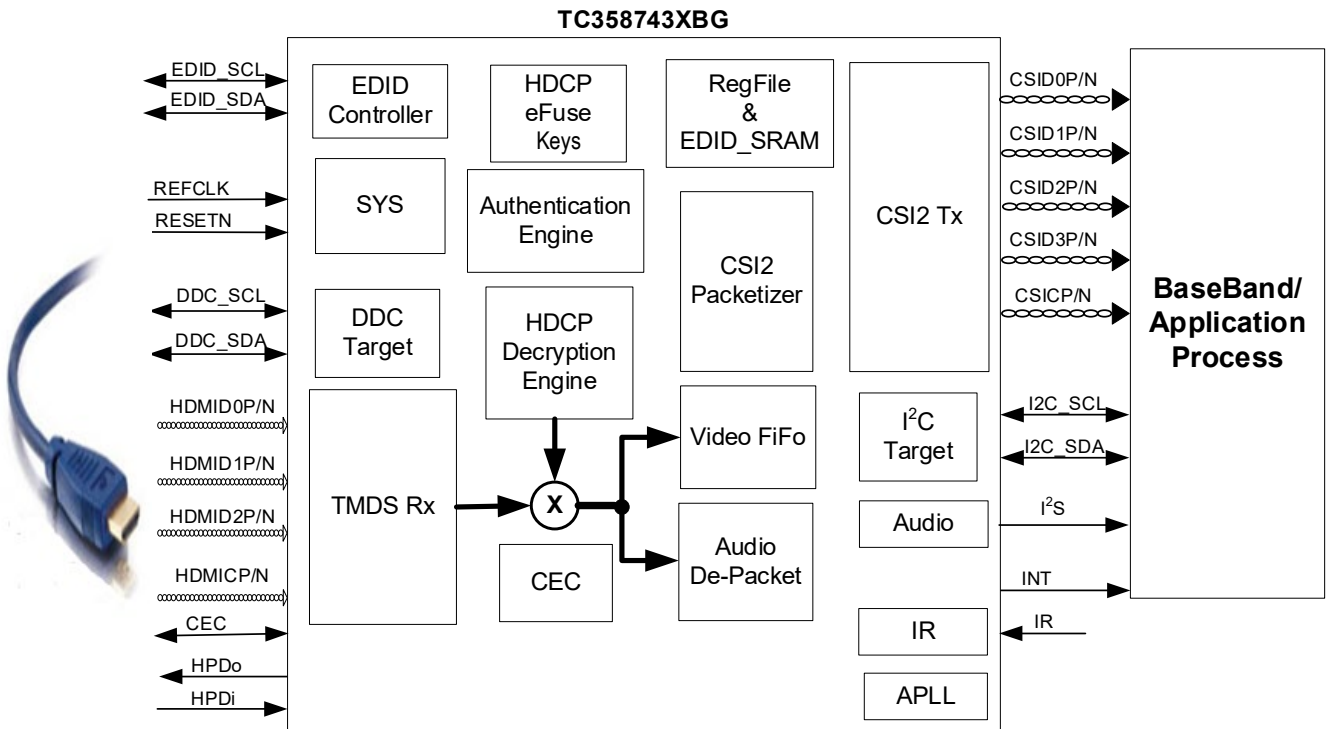 TC358743XBG
EDID_SCL
EDID_SDA
REFCLK
RESETN
DDC_SCL
DDC_SDA
HDMID0P/N
HDMID1P/N
HDMID2P/N
HDMICP/N
CEC
HPDo
HPDi
EDID
Controller
HDCP
eFuse
Keys
RegFile
&
EDID_SRAM
SYS
Authentication
Engine
CSI2
Packetizer
CSI2 Tx
DDC
Target
HDCP
Decryption
Engine
TMDS Rx
X
Video FiFo
I²C
Target
CEC
Audio
De-Packet
Audio
IR
APLL
CSID0P/N
CSID1P/N
CSID2P/N
CSID3P/N
CSICP/N
I2C_SCL
I2C_SDA
I²S
INT
IR
BaseBand/
Application
Process